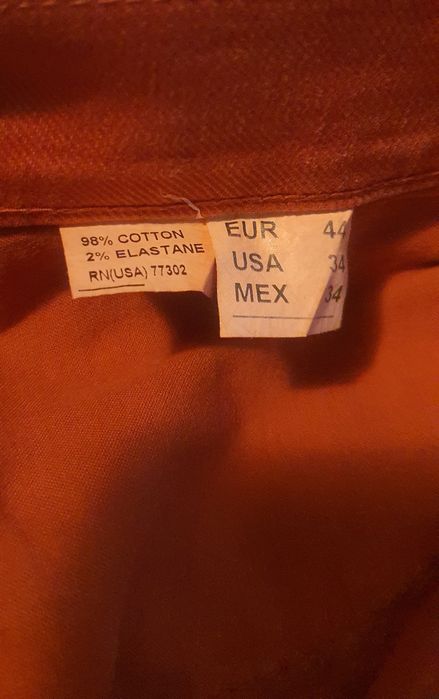 98% COTTON
2% ELASTANE
RN(USA) 77302
EUR 44
USA 34
MEX 34